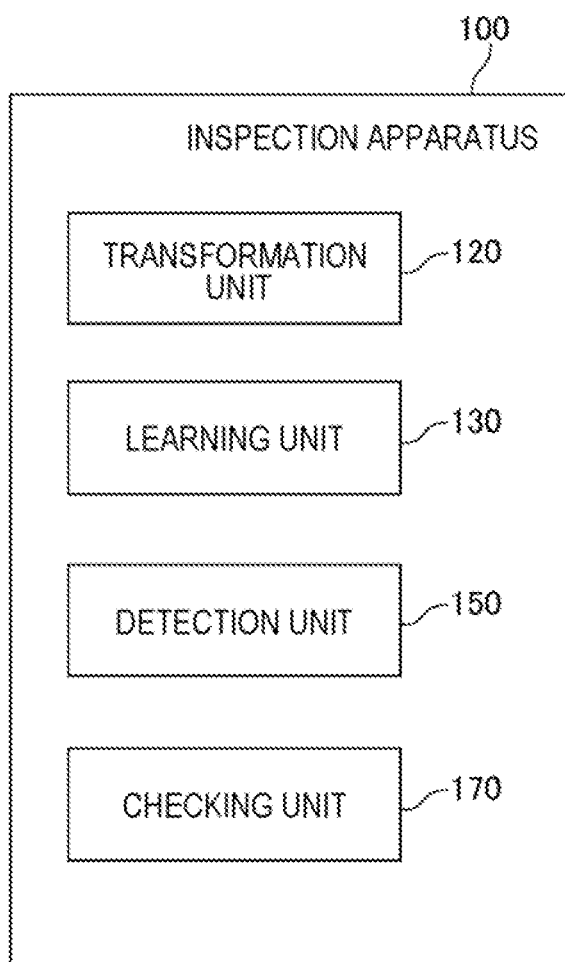 100
INSPECTION APPARATUS
TRANSFORMATION
UNIT
120
LEARNING UNIT
130
DETECTION UNIT
150
CHECKING UNIT
170